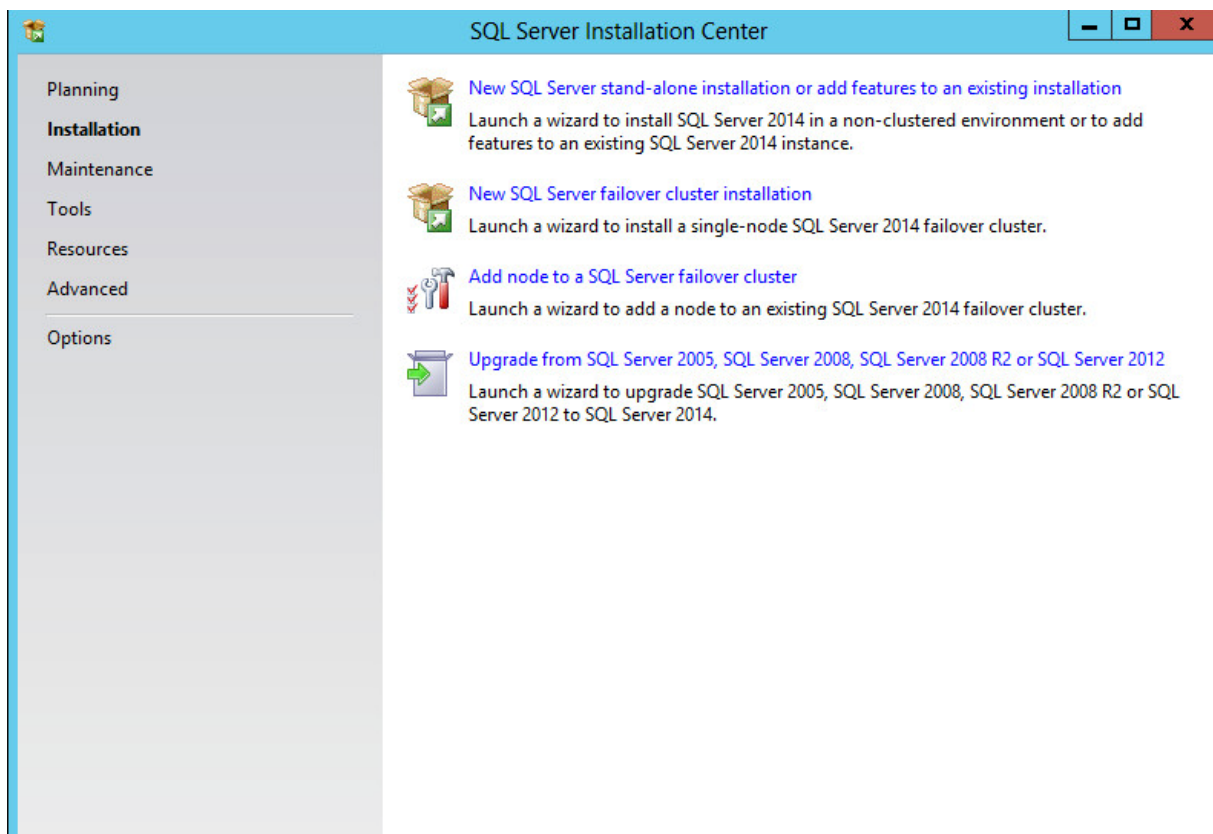 SQL Server Installation Center
Planning
Installation
Maintenance
Tools
Resources
Advanced
Options
New SQL Server stand-alone installation or add features to an existing installation
Launch a wizard to install SQL Server 2014 in a non-clustered environment or to add
features to an existing SQL Server 2014 instance.
New SQL Server failover cluster installation
Launch a wizard to install a single-node SQL Server 2014 failover cluster.
Add node to a SQL Server failover cluster
Launch a wizard to add a node to an existing SQL Server 2014 failover cluster.
Upgrade from SQL Server 2005, SQL Server 2008, SQL Server 2008 R2 or SQL Server 2012
Launch a wizard to upgrade SQL Server 2005, SQL Server 2008, SQL Server 2008 R2 or SQL
Server 2012 to SQL Server 2014.